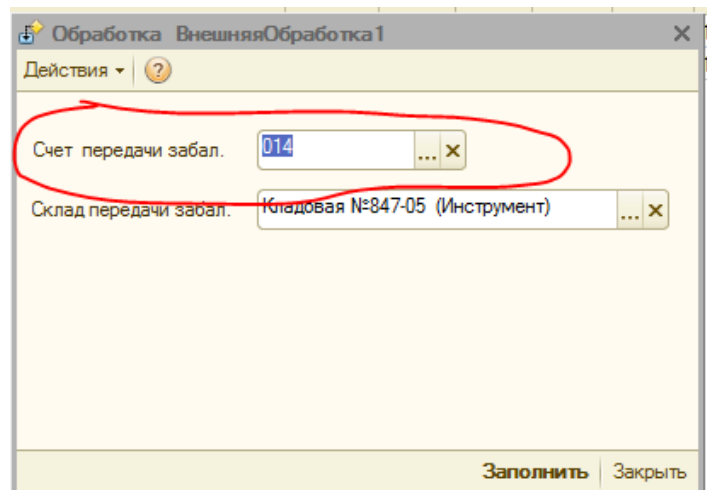 Обработка ВнешняяОбработка1
Действия
Счет передачи забал.
014
...
Склад передачи забал.
Кладовая №847-05 (Инструмент)
...
Заполнить
Закрыть